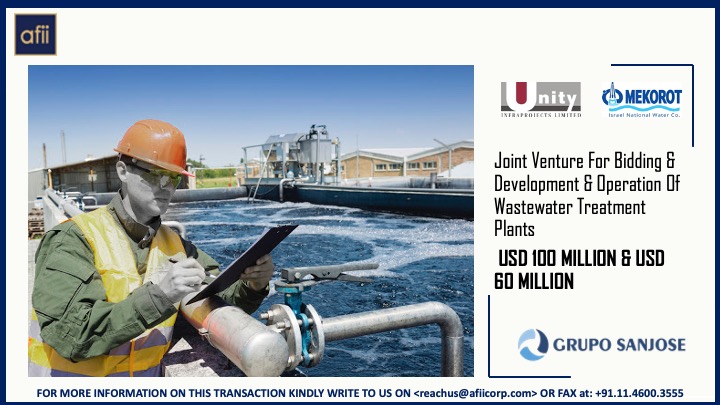 afii
Unity
INFRAPROJECTS LIMITED
MEKOROT
Israel National Water Co.
Joint Venture For Bidding &
Development & Operation Of
Wastewater Treatment
Plants
USD 100 MILLION & USD
60 MILLION
GRUPO SANJOSE
FOR MORE INFORMATION ON THIS TRANSACTION KINDLY WRITE TO US ON <reachus@afiicorp.com> OR FAX at: +91.11.4600.3555